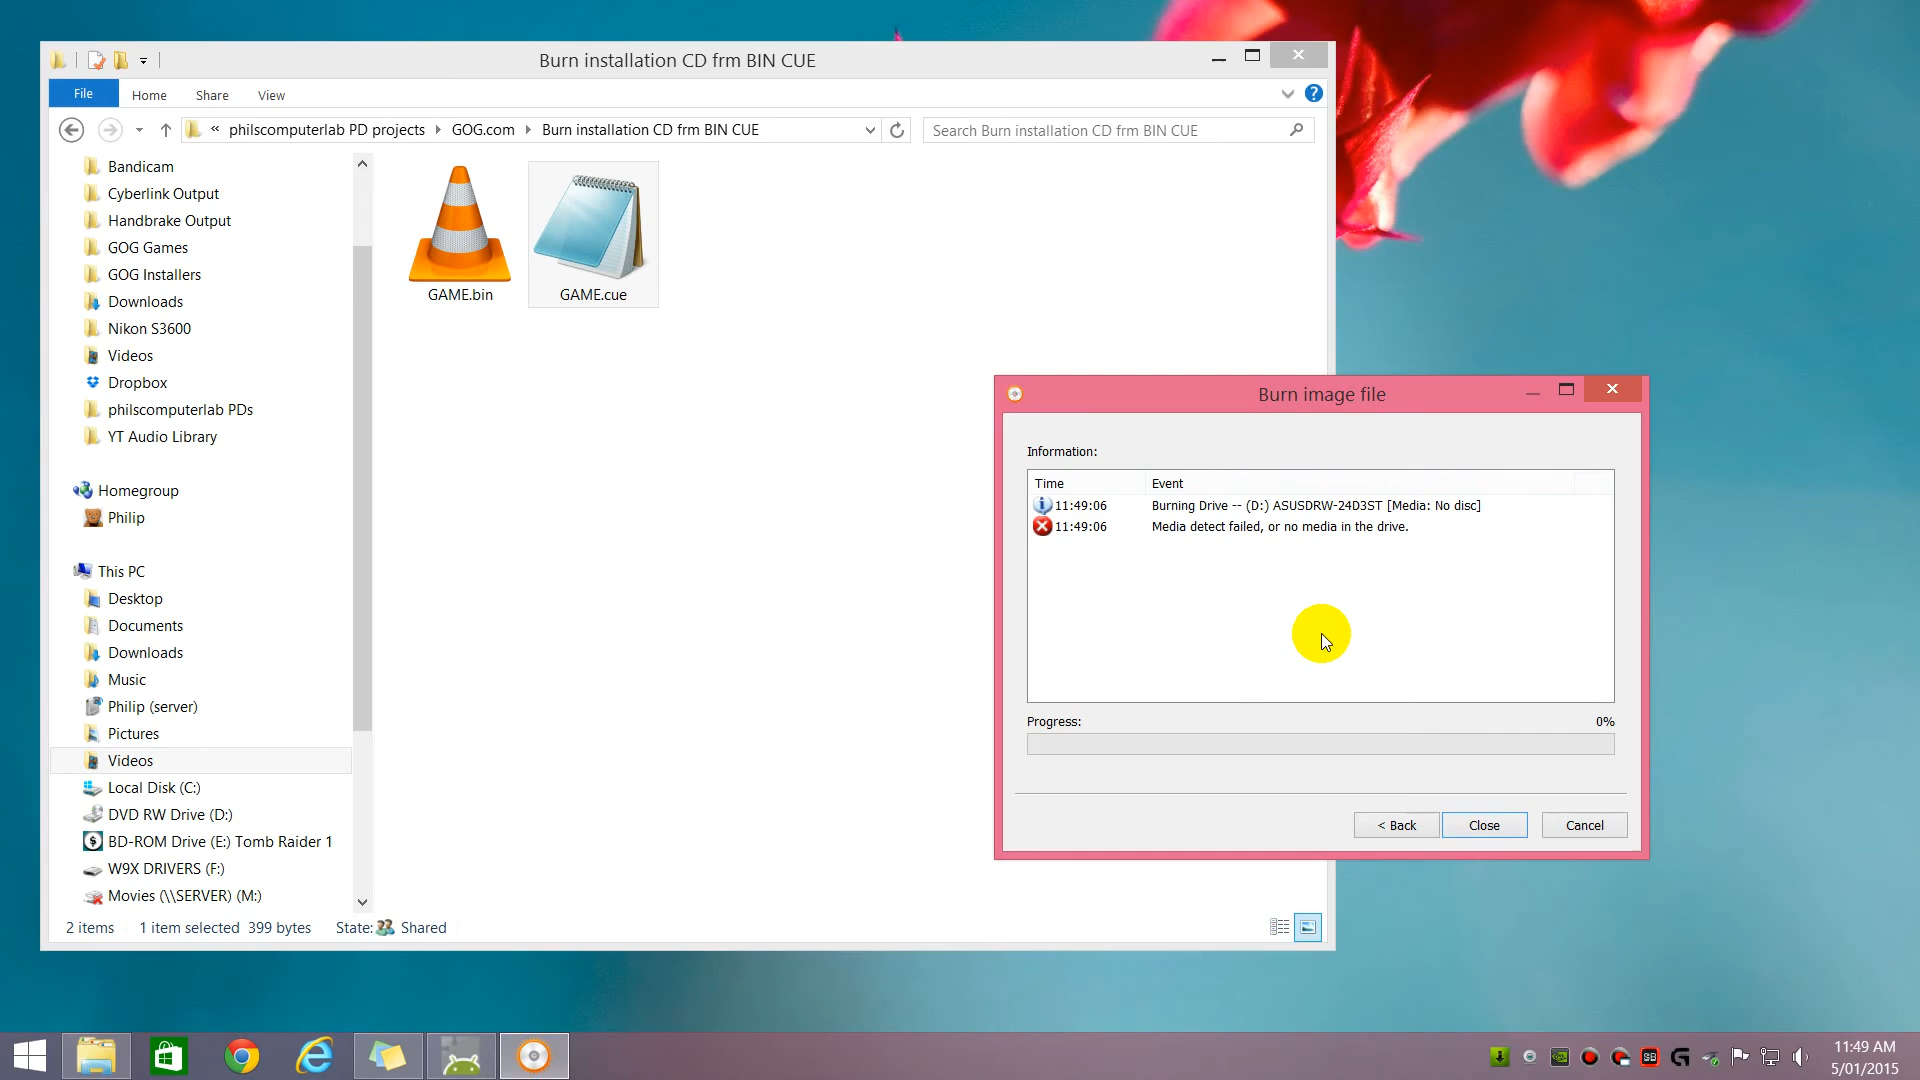 Burn installation CD frm BIN CUE
File Home Share View
« philscomputerlab PD projects GOG.com Burn installation CD frm BIN CUE Search Burn installation CD frm BIN CUE
Bandicam
Cyberlink Output
Handbrake Output
GOG Games
GOG Installers
Downloads
Nikon S3600
Videos
Dropbox
philscomputerlab PDs
YT Audio Library
Homegroup
Philip
This PC
Desktop
Documents
Downloads
Music
Philip (server)
Pictures
Videos
Local Disk (C:)
DVD RW Drive (D:)
BD-ROM Drive (E:) Tomb Raider 1
W9X DRIVERS (F:)
Movies (\\SERVER) (M:)
GAME.bin GAME.cue
2 items 1 item selected 399 bytes State: Shared
Burn image file
Information:
Time Event
11:49:06 Burning Drive -- (D:) ASUSDRW-24D3ST [Media: No disc]
11:49:06 Media detect failed, or no media in the drive.
Progress: 0%
< Back Close Cancel
11:49 AM
5/01/2015